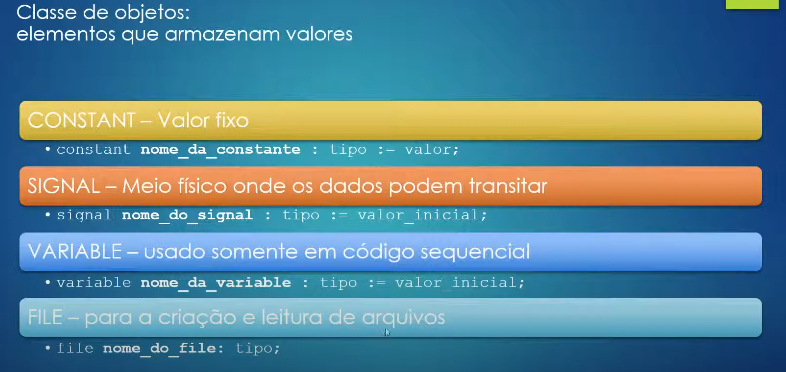 Classe de objetos:
elementos que armazenam valores
CONSTANT – Valor fixo
• constant nome_da_constante : tipo := valor;
SIGNAL – Meio físico onde os dados podem transitar
• signal nome_do_signal : tipo := valor_inicial;
VARIABLE – usado somente em código sequencial
• variable nome_da_variable : tipo := valor_inicial;
FILE – para a criação e leitura de arquivos
• file nome_do_file: tipo;